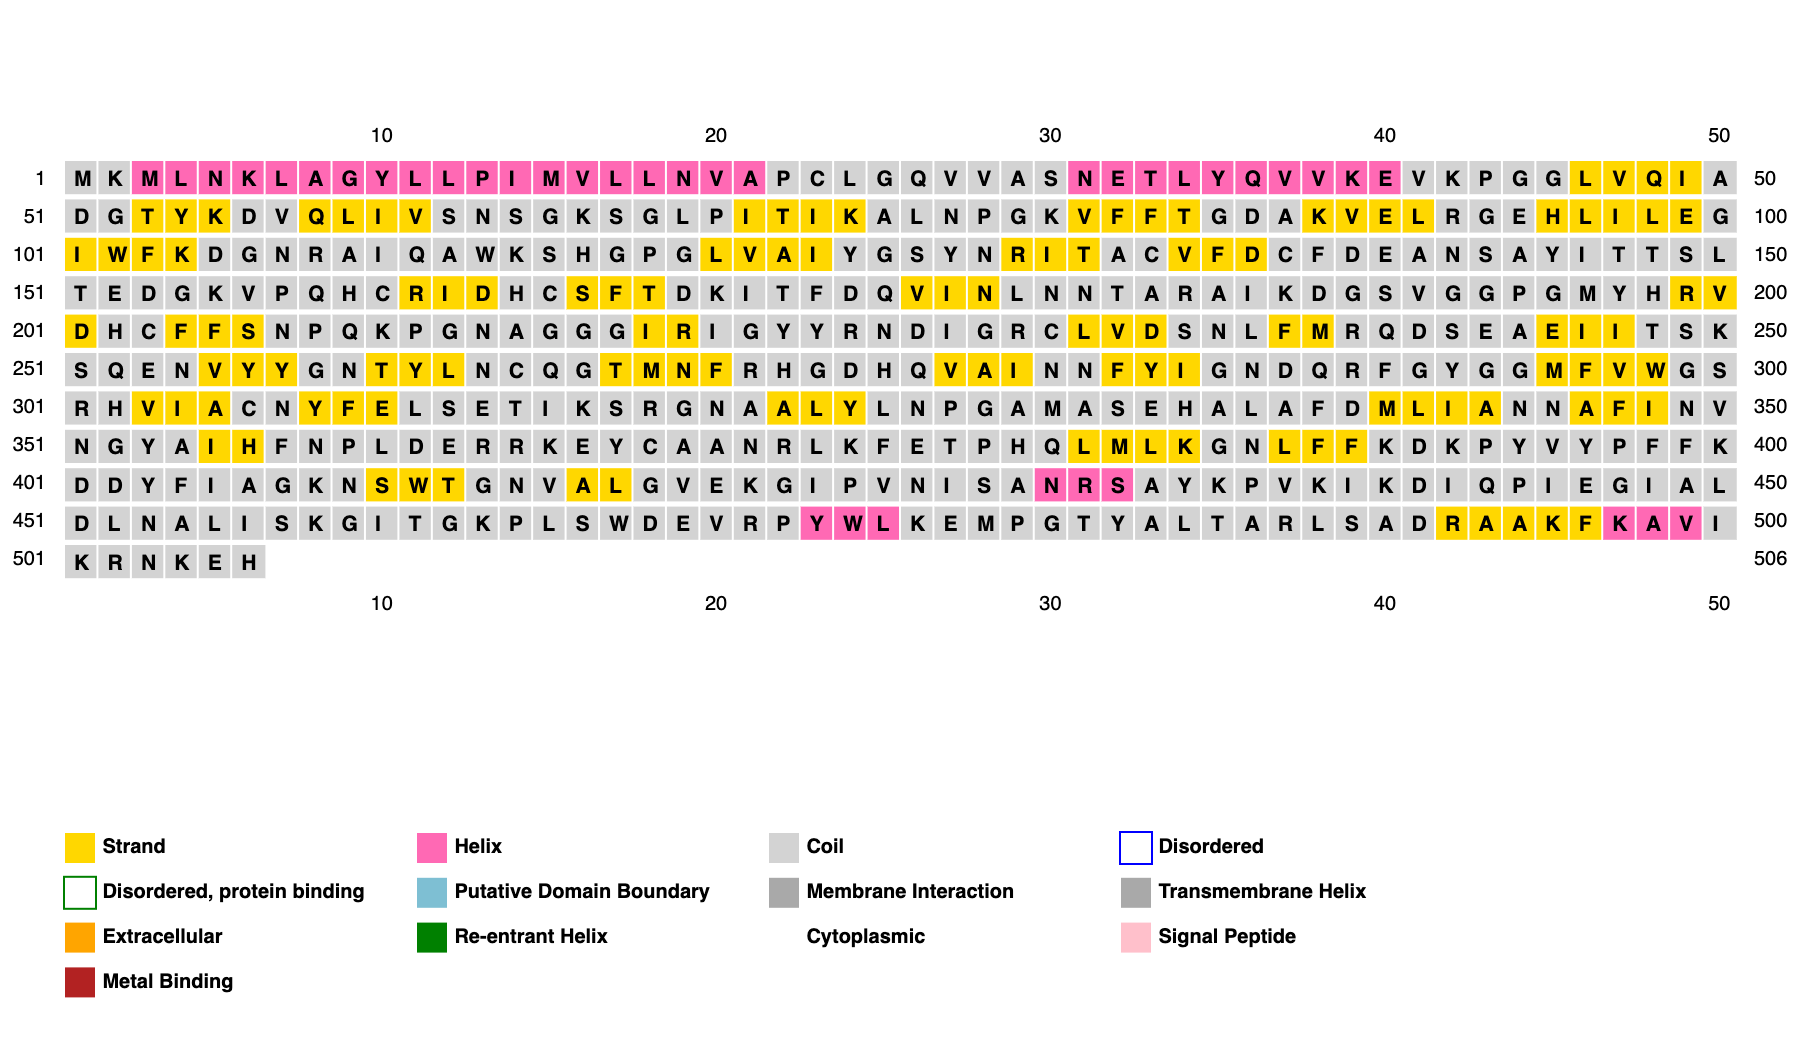 10 20 30 40 50
1 M K M L N K L A G Y L L P I M V L L N V A P C L G Q V V A S N E T L Y Q V V K E V K P G G L V Q I A 50
51 D G T Y K D V Q L I V S N S G K S G L P I T I K A L N P G K V F F T G D A K V E L R G E H L I L E G 100
101 I W F K D G N R A I Q A W K S H G P G L V A I Y G S Y N R I T A C V F D C F D E A N S A Y I T T S L 150
151 T E D G K V P Q H C R I D H C S F T D K I T F D Q V I N L N N T A R A I K D G S V G G P G M Y H R V 200
201 D H C F F S N P Q K P G N A G G G I R I G Y Y R N D I G R C L V D S N L F M R Q D S E A E I I T S K 250
251 S Q E N V Y Y G N T Y L N C Q G T M N F R H G D H Q V A I N N F Y I G N D Q R F G Y G G M F V W G S 300
301 R H V I A C N Y F E L S E T I K S R G N A A L Y L N P G A M A S E H A L A F D M L I A N N A F I N V 350
351 N G Y A I H F N P L D E R R K E Y C A A N R L K F E T P H Q L M L K G N L F F K D K P Y V Y P F F K 400
401 D D Y F I A G K N S W T G N V A L G V E K G I P V N I S A N R S A Y K P V K I K D I Q P I E G I A L 450
451 D L N A L I S K G I T G K P L S W D E V R P Y W L K E M P G T Y A L T A R L S A D R A A K F K A V I 500
501 K R N K E H 506
10 20 30 40 50
Strand Helix Coil Disordered
Disordered, protein binding Putative Domain Boundary Membrane Interaction Transmembrane Helix
Extracellular Re-entrant Helix Cytoplasmic Signal Peptide
Metal Binding